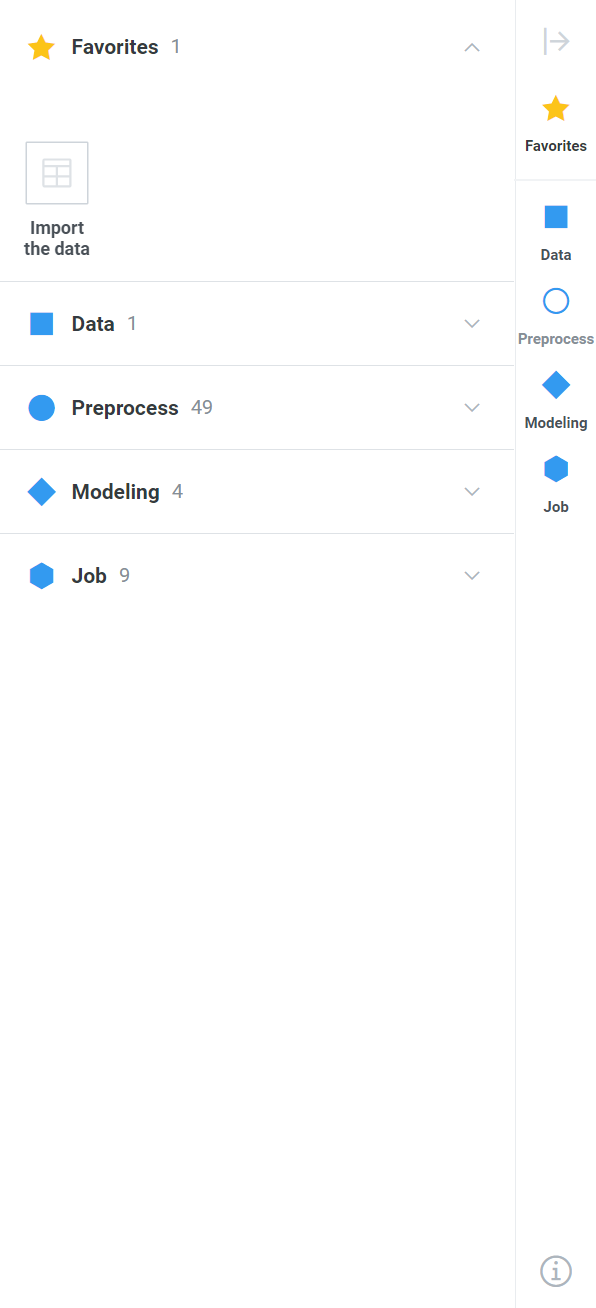 Favorites 1
Import
the data
Data 1
Preprocess 49
Modeling 4
Job 9
Favorites
Data
Preprocess
Modeling
Job